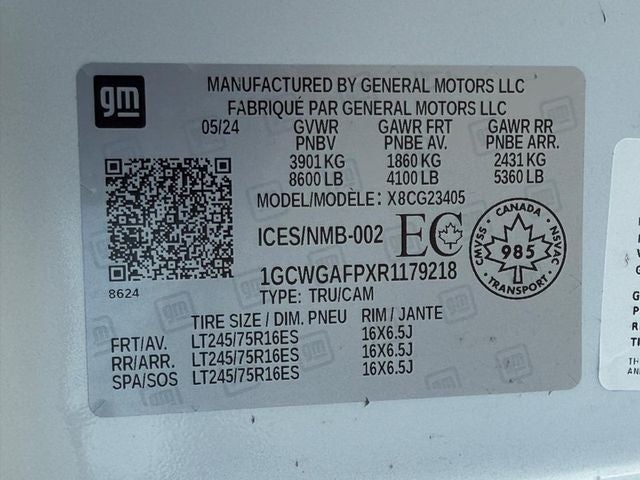 gm
MANUFACTURED BY GENERAL MOTORS LLC
FABRIQUÉ PAR GENERAL MOTORS LLC
05/24 GVWR GAWR FRT GAWR RR
PNBV PNBE AV. PNBE ARR.
3901 KG 1860 KG 2431 KG
8600 LB 4100 LB 5360 LB
MODEL/MODÈLE: X8CG23405
ICES/NMB-002 EC
CANADA
CMVSS 985 NSVAC
TRANSPORT
1GCWGAFPXR1179218
8624
TYPE: TRU/CAM
TIRE SIZE / DIM. PNEU RIM / JANTE
FRT/AV. LT245/75R16ES 16X6.5J
RR/ARR. LT245/75R16ES 16X6.5J
SPA/SOS LT245/75R16ES 16X6.5J